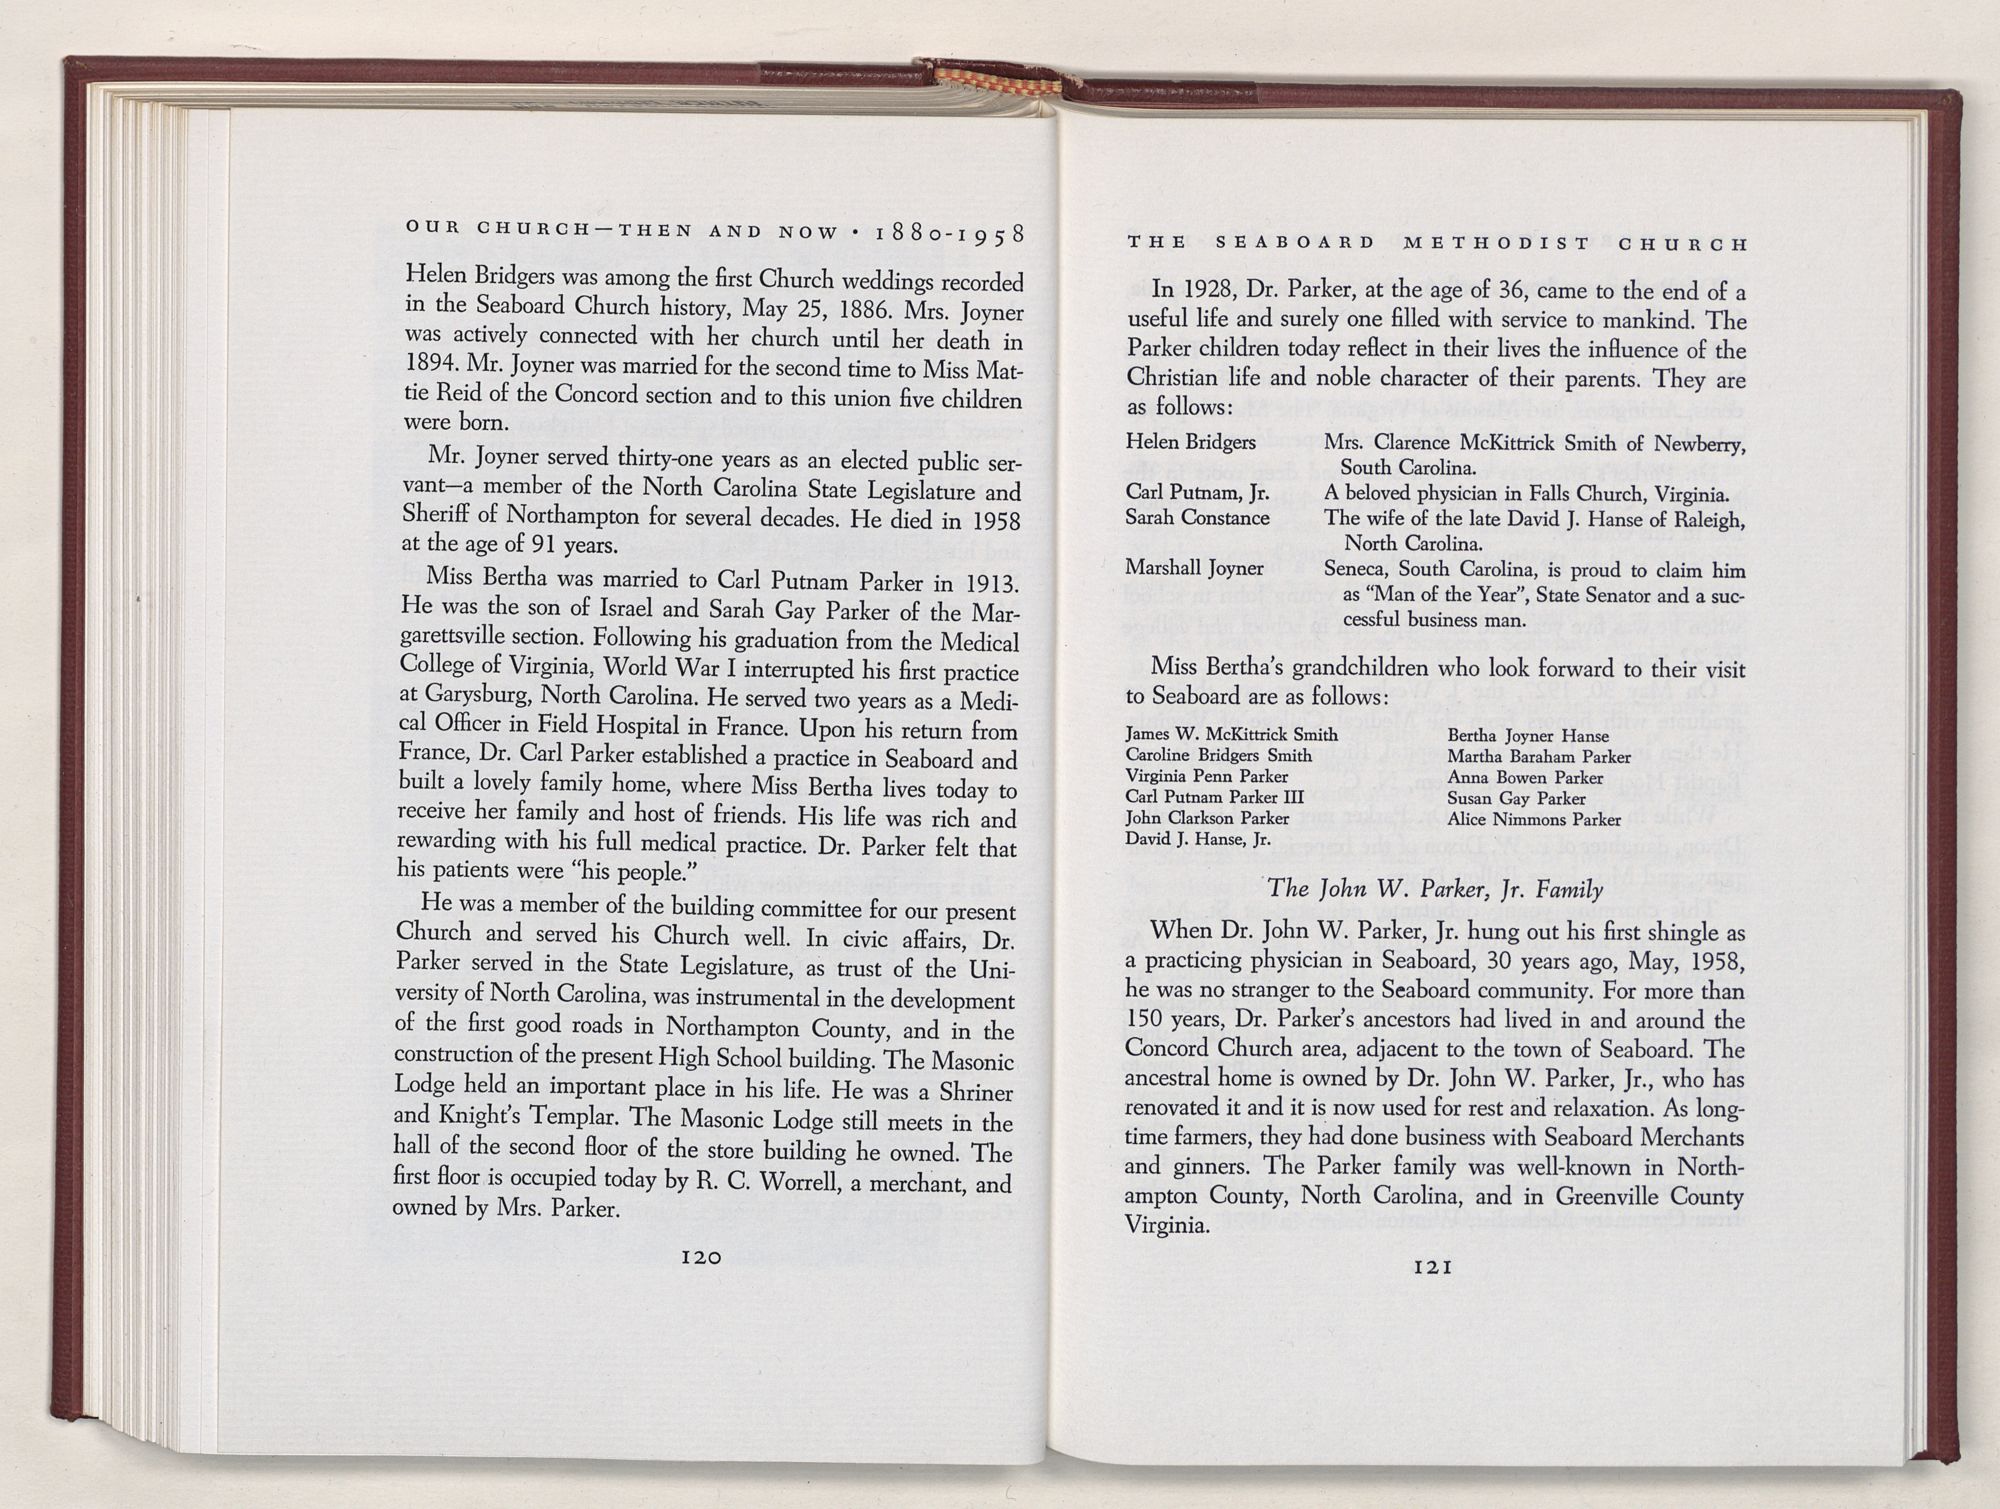 OUR CHURCH—THEN AND NOW • 1880-1958
Helen Bridgers was among the first Church weddings recorded
in the Seaboard Church history, May 25, 1886. Mrs. Joyner
was actively connected with her church until her death in
1894. Mr. Joyner was married for the second time to Miss Mat-
tie Reid of the Concord section and to this union five children
were born.
Mr. Joyner served thirty-one years as an elected public ser-
vant—a member of the North Carolina State Legislature and
Sheriff of Northampton for several decades. He died in 1958
at the age of 91 years.
Miss Bertha was married to Carl Putnam Parker in 1913.
He was the son of Israel and Sarah Gay Parker of the Mar-
garettsville section. Following his graduation from the Medical
College of Virginia, World War I interrupted his first practice
at Garysburg, North Carolina. He served two years as a Medi-
cal Officer in Field Hospital in France. Upon his return from
France, Dr. Carl Parker established a practice in Seaboard and
built a lovely family home, where Miss Bertha lives today to
receive her family and host of friends. His life was rich and
rewarding with his full medical practice. Dr. Parker felt that
his patients were “his people.”
He was a member of the building committee for our present
Church and served his Church well. In civic affairs, Dr.
Parker served in the State Legislature, as trust of the Uni-
versity of North Carolina, was instrumental in the development
of the first good roads in Northampton County, and in the
construction of the present High School building. The Masonic
Lodge held an important place in his life. He was a Shriner
and Knight’s Templar. The Masonic Lodge still meets in the
hall of the second floor of the store building he owned. The
first floor is occupied today by R. C. Worrell, a merchant, and
owned by Mrs. Parker.
120
THE SEABOARD METHODIST CHURCH
In 1928, Dr. Parker, at the age of 36, came to the end of a
useful life and surely one filled with service to mankind. The
Parker children today reflect in their lives the influence of the
Christian life and noble character of their parents. They are
as follows:
Helen Bridgers Mrs. Clarence McKittrick Smith of Newberry,
South Carolina.
Carl Putnam, Jr. A beloved physician in Falls Church, Virginia.
Sarah Constance The wife of the late David J. Hanse of Raleigh,
North Carolina.
Marshall Joyner Seneca, South Carolina, is proud to claim him
as “Man of the Year”, State Senator and a suc-
cessful business man.
Miss Bertha’s grandchildren who look forward to their visit
to Seaboard are as follows:
James W. McKittrick Smith Bertha Joyner Hanse
Caroline Bridgers Smith Martha Baraham Parker
Virginia Penn Parker Anna Bowen Parker
Carl Putnam Parker III Susan Gay Parker
John Clarkson Parker Alice Nimmons Parker
David J. Hanse, Jr.
The John W. Parker, Jr. Family
When Dr. John W. Parker, Jr. hung out his first shingle as
a practicing physician in Seaboard, 30 years ago, May, 1958,
he was no stranger to the Seaboard community. For more than
150 years, Dr. Parker’s ancestors had lived in and around the
Concord Church area, adjacent to the town of Seaboard. The
ancestral home is owned by Dr. John W. Parker, Jr., who has
renovated it and it is now used for rest and relaxation. As long-
time farmers, they had done business with Seaboard Merchants
and ginners. The Parker family was well-known in North-
ampton County, North Carolina, and in Greenville County
Virginia.
121